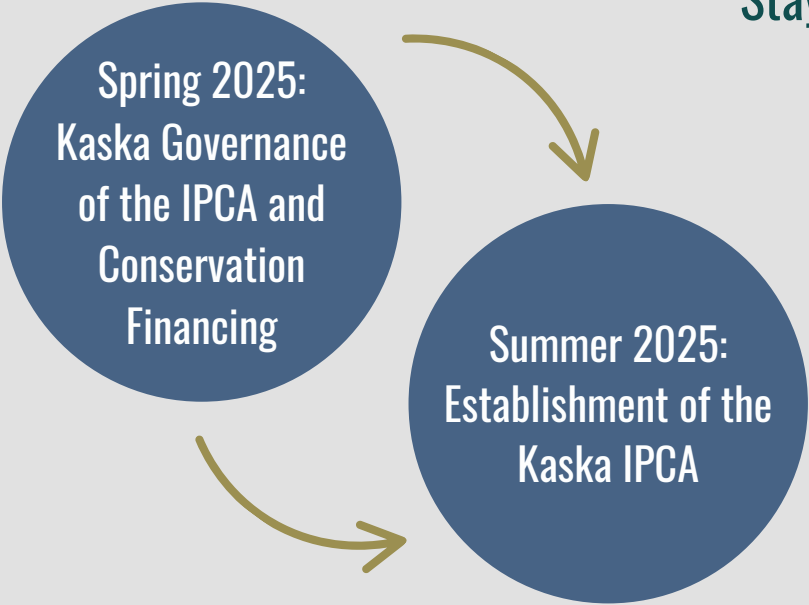 Spring 2025:
Kaska Governance
of the IPCA and
Conservation
Financing
Summer 2025:
Establishment of the
Kaska IPCA